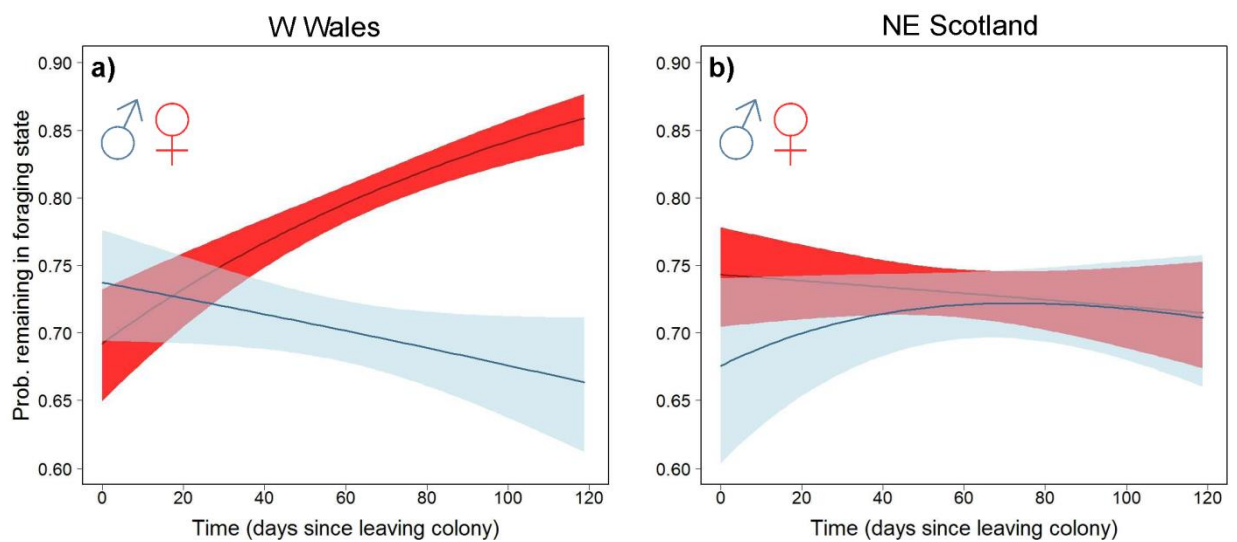 W Wales
a)
Prob. remaining in foraging state
0.90
0.85
0.80
0.75
0.70
0.65
0.60
0 20 40 60 80 100 120
Time (days since leaving colony)
NE Scotland
b)
0.90
0.85
0.80
0.75
0.70
0.65
0.60
0 20 40 60 80 100 120
Time (days since leaving colony)